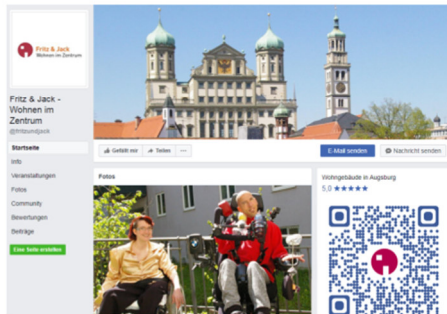 Fritz & Jack
Wohnen im Zentrum
Fritz & Jack -
Wohnen im
Zentrum
@fritzundjack
Startseite
Info
Veranstaltungen
Fotos
Community
Bewertungen
Beiträge
Eine Seite erstellen
Gefällt mir
Teilen
E-Mail senden
Nachricht senden
Fotos
Wohngebäude in Augsburg
5,0 ★★★★★